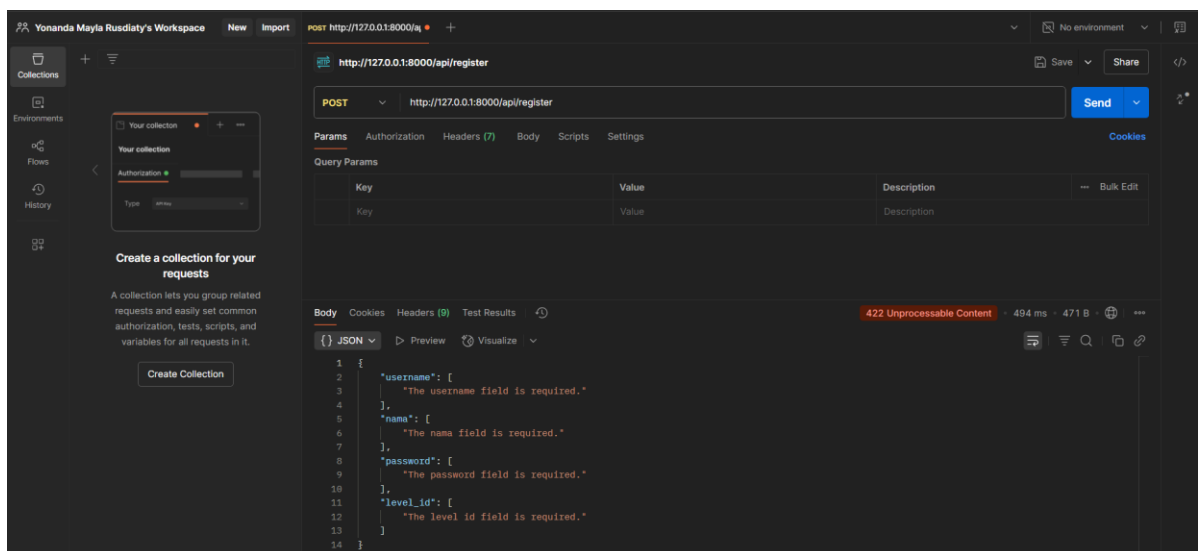 Yonanda Mayla Rusdiaty's Workspace New Import POST http://127.0.0.1:8000/a No environment
Collections
Environments
Flows
History
Your collecton
Your collection
Authorization
Type
Create a collection for your
requests
A collection lets you group related
requests and easily set common
authorization, tests, scripts, and
variables for all requests in it.
Create Collection
HTTP http://127.0.0.1:8000/api/register Save Share
POST http://127.0.0.1:8000/api/register Send
Params Authorization Headers (7) Body Scripts Settings Cookies
Query Params
Key Value Description Bulk Edit
Key Value Description
Body Cookies Headers (9) Test Results 422 Unprocessable Content 494 ms 471 B
{} JSON Preview Visualize
1 {
2 "username": [
3 "The username field is required."
4 ],
5 "nama": [
6 "The nama field is required."
7 ],
8 "password": [
9 "The password field is required."
10 ],
11 "level_id": [
12 "The level id field is required."
13 ]
14 }